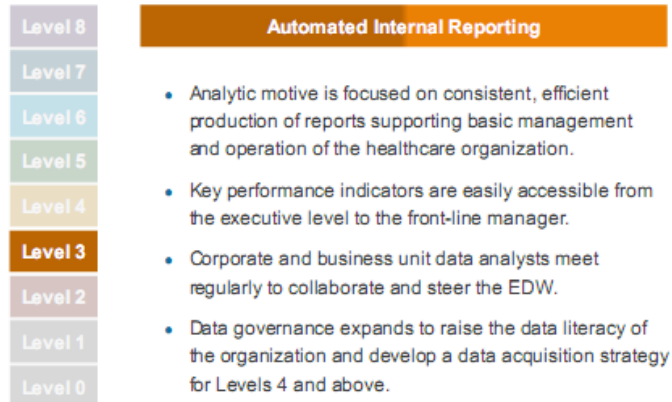 Level 8
Level 7
Level 6
Level 5
Level 4
Level 3
Level 2
Level 1
Level 0
Automated Internal Reporting
• Analytic motive is focused on consistent, efficient
production of reports supporting basic management
and operation of the healthcare organization.
• Key performance indicators are easily accessible from
the executive level to the front-line manager.
• Corporate and business unit data analysts meet
regularly to collaborate and steer the EDW.
• Data governance expands to raise the data literacy of
the organization and develop a data acquisition strategy
for Levels 4 and above.